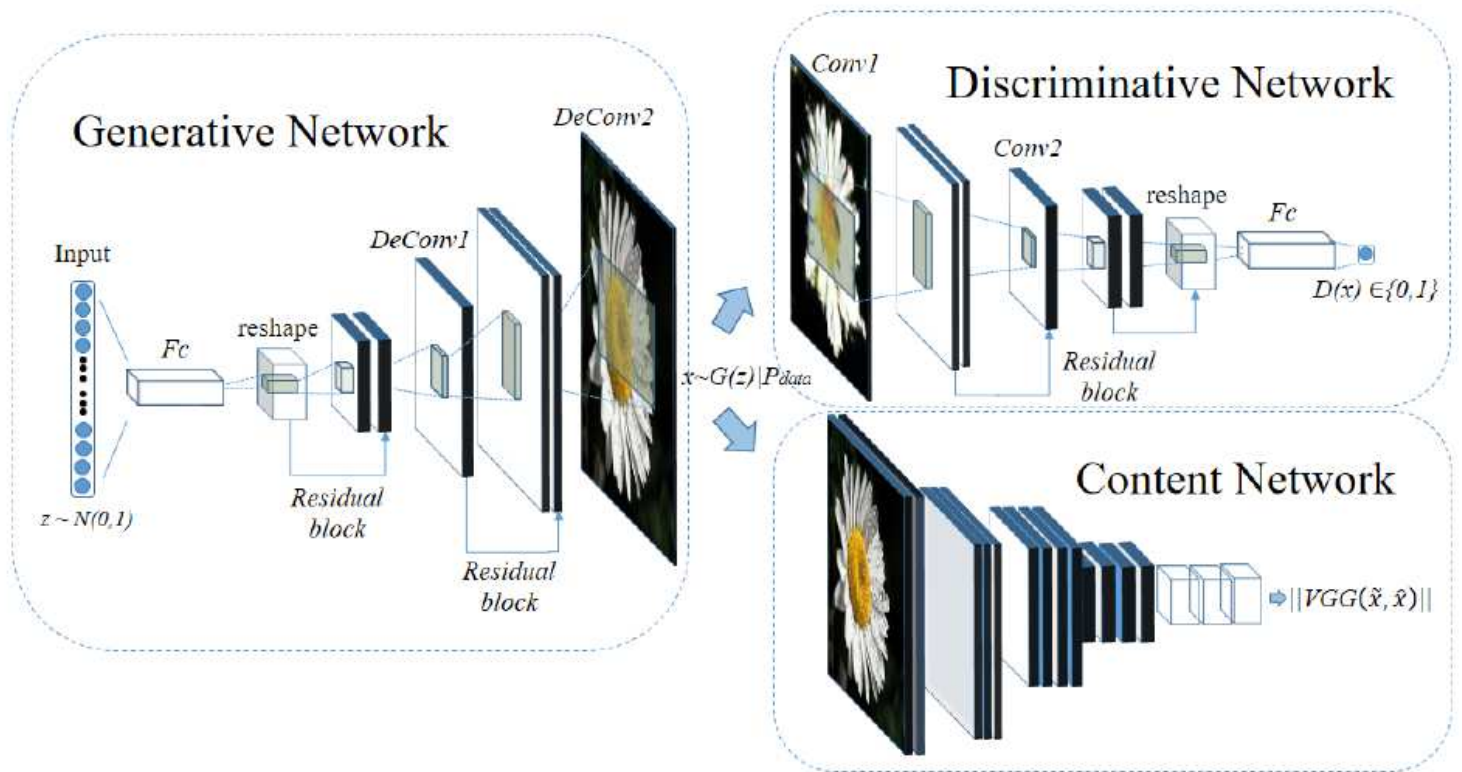 Generative Network
Input
z ~ N(0,1)
Fc
reshape
Residual
block
DeConv1
Residual
block
DeConv2
x~G(z)|Pdata
Discriminative Network
Conv1
Conv2
Residual
block
reshape
Fc
D(x) ∈{0,1}
Content Network
||VGG(x̃, x̂)||